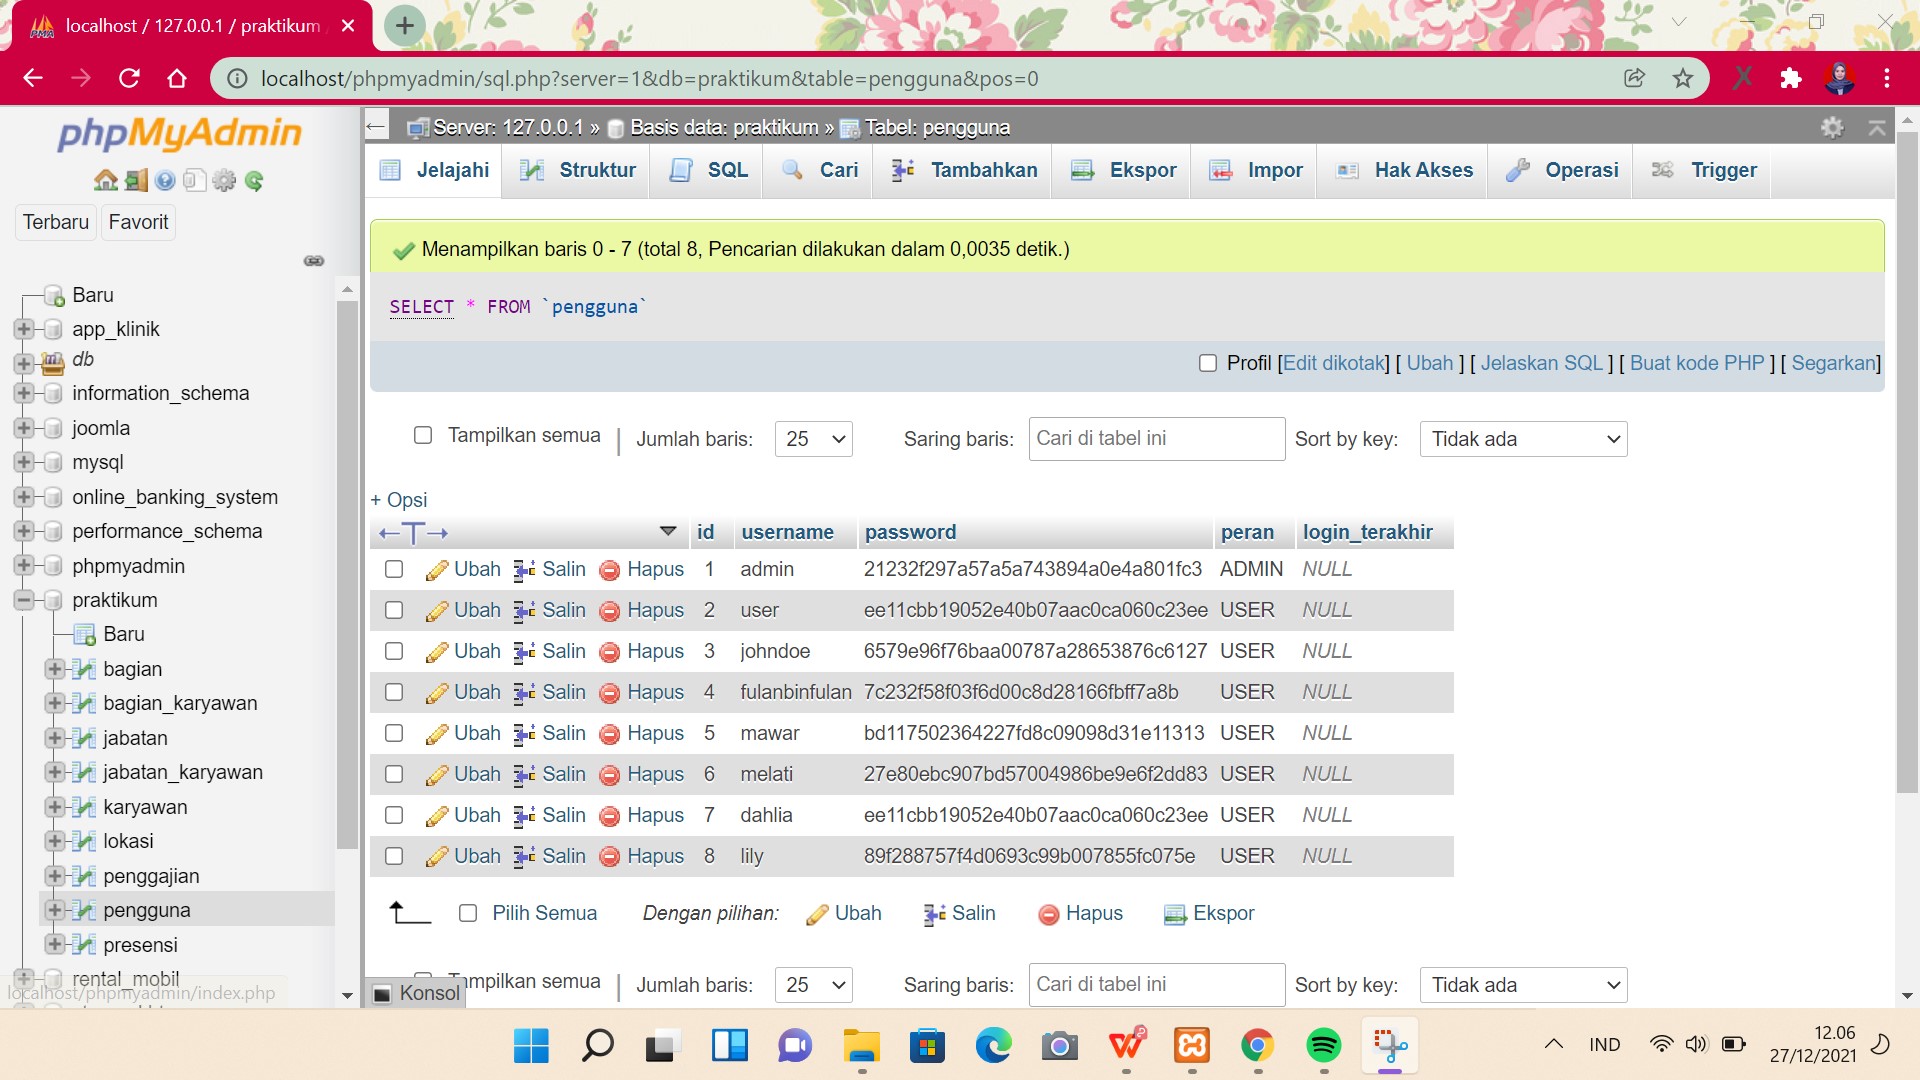 localhost / 127.0.0.1 / praktikum
localhost/phpmyadmin/sql.php?server=1&db=praktikum&table=pengguna&pos=0
phpMyAdmin
Terbaru Favorit
Baru
app_klinik
db
information_schema
joomla
mysql
online_banking_system
performance_schema
phpmyadmin
praktikum
Baru
bagian
bagian_karyawan
jabatan
jabatan_karyawan
karyawan
lokasi
penggajian
pengguna
presensi
rental_mobil
localhost/phpmyadmin/index.php
Server: 127.0.0.1 » Basis data: praktikum » Tabel: pengguna
Jelajahi Struktur SQL Cari Tambahkan Ekspor Impor Hak Akses Operasi Trigger
Menampilkan baris 0 - 7 (total 8, Pencarian dilakukan dalam 0,0035 detik.)
SELECT * FROM `pengguna`
Profil [Edit dikotak] [ Ubah ] [ Jelaskan SQL ] [ Buat kode PHP ] [ Segarkan]
Tampilkan semua | Jumlah baris: 25 Saring baris: Cari di tabel ini Sort by key: Tidak ada
+ Opsi
←T→ id username password peran login_terakhir
Ubah Salin Hapus 1 admin 21232f297a57a5a743894a0e4a801fc3 ADMIN NULL
Ubah Salin Hapus 2 user ee11cbb19052e40b07aac0ca060c23ee USER NULL
Ubah Salin Hapus 3 johndoe 6579e96f76baa00787a28653876c6127 USER NULL
Ubah Salin Hapus 4 fulanbinfulan 7c232f58f03f6d00c8d28166fbff7a8b USER NULL
Ubah Salin Hapus 5 mawar bd117502364227fd8c09098d31e11313 USER NULL
Ubah Salin Hapus 6 melati 27e80ebc907bd57004986be9e6f2dd83 USER NULL
Ubah Salin Hapus 7 dahlia ee11cbb19052e40b07aac0ca060c23ee USER NULL
Ubah Salin Hapus 8 lily 89f288757f4d0693c99b007855fc075e USER NULL
Pilih Semua Dengan pilihan: Ubah Salin Hapus Ekspor
Tampilkan semua | Jumlah baris: 25 Saring baris: Cari di tabel ini Sort by key: Tidak ada
Konsol
IND
12.06
27/12/2021